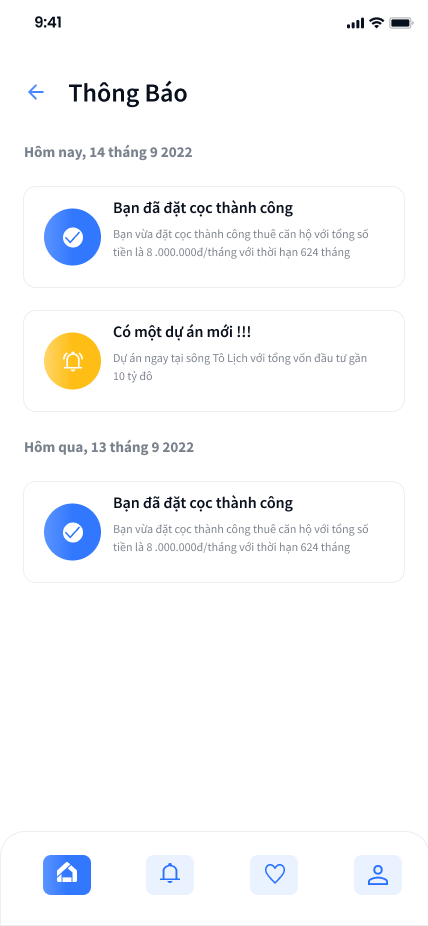 9:41
Thông Báo
Hôm nay, 14 tháng 9 2022
Bạn đã đặt cọc thành công
Bạn vừa đặt cọc thành công thuê căn hộ với tổng số
tiền là 8 .000.000đ/tháng với thời hạn 624 tháng
Có một dự án mới !!!
Dự án ngay tại sông Tô Lịch với tổng vốn đầu tư gần
10 tỷ đô
Hôm qua, 13 tháng 9 2022
Bạn đã đặt cọc thành công
Bạn vừa đặt cọc thành công thuê căn hộ với tổng số
tiền là 8 .000.000đ/tháng với thời hạn 624 tháng